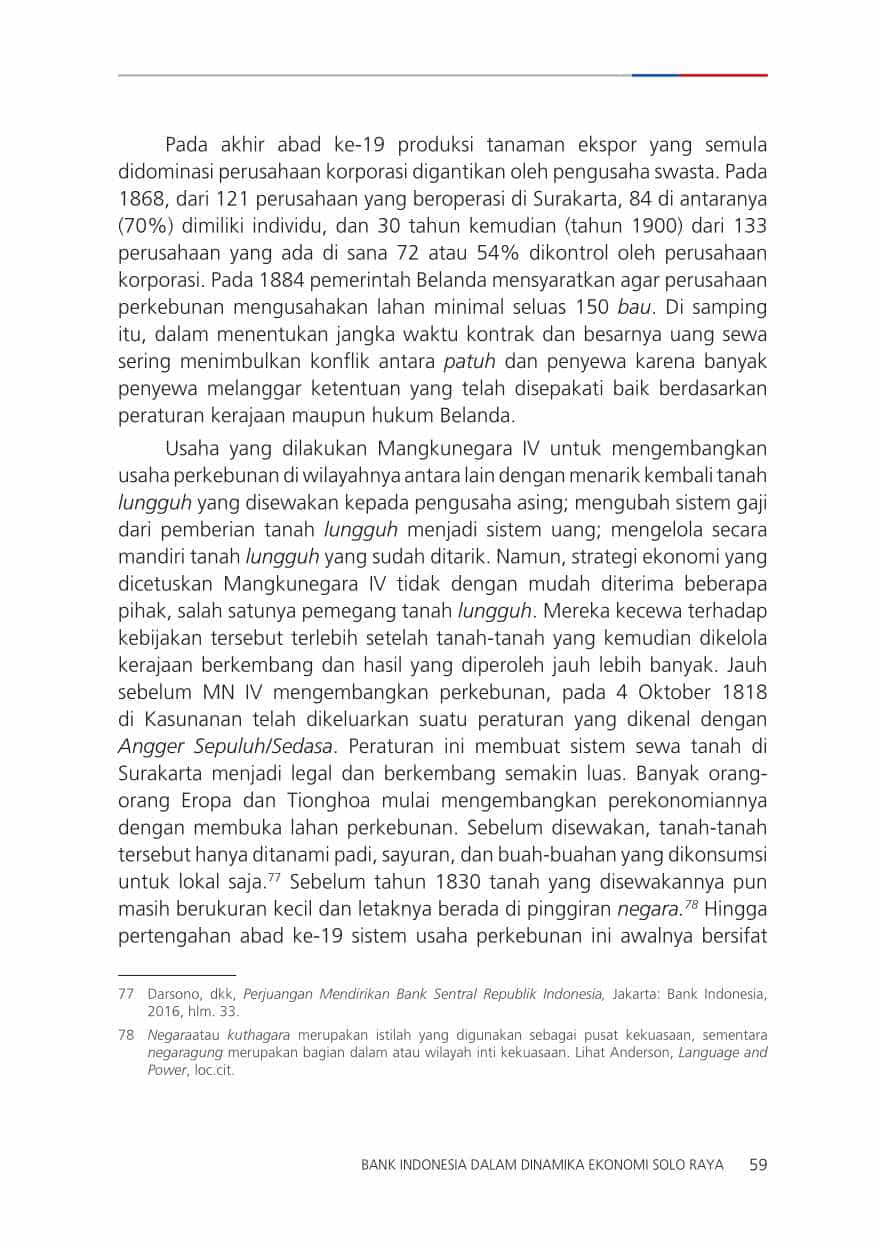 Pada akhir abad ke-19 produksi tanaman ekspor yang semula
didominasi perusahaan korporasi digantikan oleh pengusaha swasta. Pada
1868, dari 121 perusahaan yang beroperasi di Surakarta, 84 di antaranya
(70%) dimiliki individu, dan 30 tahun kemudian (tahun 1900) dari 133
perusahaan yang ada di sana 72 atau 54% dikontrol oleh perusahaan
korporasi. Pada 1884 pemerintah Belanda mensyaratkan agar perusahaan
perkebunan mengusahakan lahan minimal seluas 150 bau. Di samping
itu, dalam menentukan jangka waktu kontrak dan besarnya uang sewa
sering menimbulkan konflik antara patuh dan penyewa karena banyak
penyewa melanggar ketentuan yang telah disepakati baik berdasarkan
peraturan kerajaan maupun hukum Belanda.
Usaha yang dilakukan Mangkunegara IV untuk mengembangkan
usaha perkebunan di wilayahnya antara lain dengan menarik kembali tanah
lungguh yang disewakan kepada pengusaha asing; mengubah sistem gaji
dari pemberian tanah lungguh menjadi sistem uang; mengelola secara
mandiri tanah lungguh yang sudah ditarik. Namun, strategi ekonomi yang
dicetuskan Mangkunegara IV tidak dengan mudah diterima beberapa
pihak, salah satunya pemegang tanah lungguh. Mereka kecewa terhadap
kebijakan tersebut terlebih setelah tanah-tanah yang kemudian dikelola
kerajaan berkembang dan hasil yang diperoleh jauh lebih banyak. Jauh
sebelum MN IV mengembangkan perkebunan, pada 4 Oktober 1818
di Kasunanan telah dikeluarkan suatu peraturan yang dikenal dengan
Angger Sepuluh/Sedasa. Peraturan ini membuat sistem sewa tanah di
Surakarta menjadi legal dan berkembang semakin luas. Banyak orang-
orang Eropa dan Tionghoa mulai mengembangkan perekonomiannya
dengan membuka lahan perkebunan. Sebelum disewakan, tanah-tanah
tersebut hanya ditanami padi, sayuran, dan buah-buahan yang dikonsumsi
untuk lokal saja.77 Sebelum tahun 1830 tanah yang disewakannya pun
masih berukuran kecil dan letaknya berada di pinggiran negara.78 Hingga
pertengahan abad ke-19 sistem usaha perkebunan ini awalnya bersifat
77 Darsono, dkk, Perjuangan Mendirikan Bank Sentral Republik Indonesia, Jakarta: Bank Indonesia,
2016, hlm. 33.
78 Negaraatau kuthagara merupakan istilah yang digunakan sebagai pusat kekuasaan, sementara
negaragung merupakan bagian dalam atau wilayah inti kekuasaan. Lihat Anderson, Language and
Power, loc.cit.
BANK INDONESIA DALAM DINAMIKA EKONOMI SOLO RAYA 59